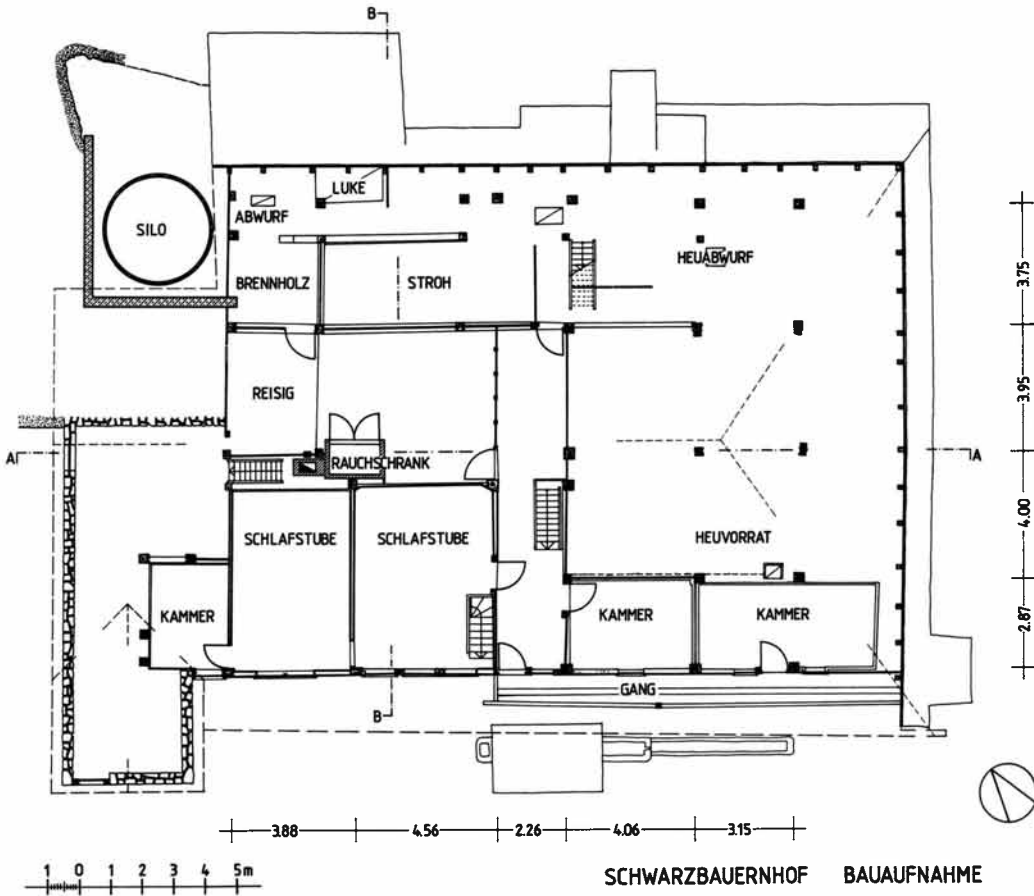 B
LUKE
ABWURF
SILO
HEUABWURF
BRENNHOLZ
STROH
3.75
REISIG
3.95
A
RAUCHSCHRANK
A
SCHLAFSTUBE
SCHLAFSTUBE
HEUVORRAT
4.00
KAMMER
KAMMER
KAMMER
2.87
GANG
B
3.88 4.56 2.26 4.06 3.15
1 0 1 2 3 4 5m
SCHWARZBAUERNHOF BAUAUFNAHME